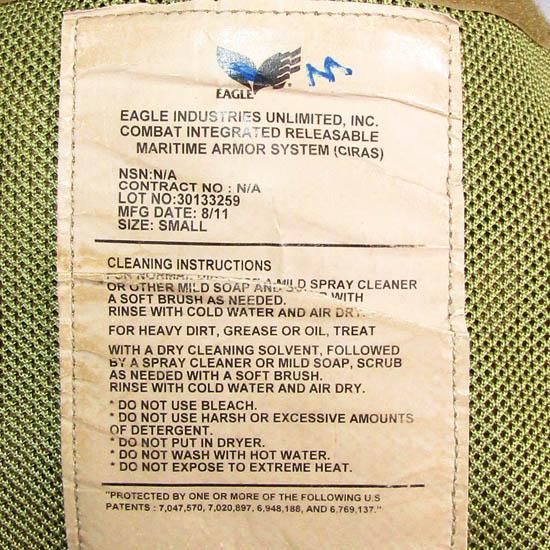 EAGLE
EAGLE INDUSTRIES UNLIMITED, INC.
COMBAT INTEGRATED RELEASABLE
MARITIME ARMOR SYSTEM (CIRAS)
NSN:N/A
CONTRACT NO : N/A
LOT NO:30133259
MFG DATE: 8/11
SIZE: SMALL
CLEANING INSTRUCTIONS
FOR NORMAL A MILD SPRAY CLEANER
OR OTHER MILD SOAP AND WITH
A SOFT BRUSH AS NEEDED.
RINSE WITH COLD WATER AND AIR DRY.
FOR HEAVY DIRT, GREASE OR OIL, TREAT
WITH A DRY CLEANING SOLVENT, FOLLOWED
BY A SPRAY CLEANER OR MILD SOAP, SCRUB
AS NEEDED WITH A SOFT BRUSH.
RINSE WITH COLD WATER AND AIR DRY.
* DO NOT USE BLEACH.
* DO NOT USE HARSH OR EXCESSIVE AMOUNTS
OF DETERGENT.
* DO NOT PUT IN DRYER.
* DO NOT WASH WITH HOT WATER.
* DO NOT EXPOSE TO EXTREME HEAT.
"PROTECTED BY ONE OR MORE OF THE FOLLOWING U.S
PATENTS : 7,047,570, 7,020,897, 6,948,188, AND 6,769,137."